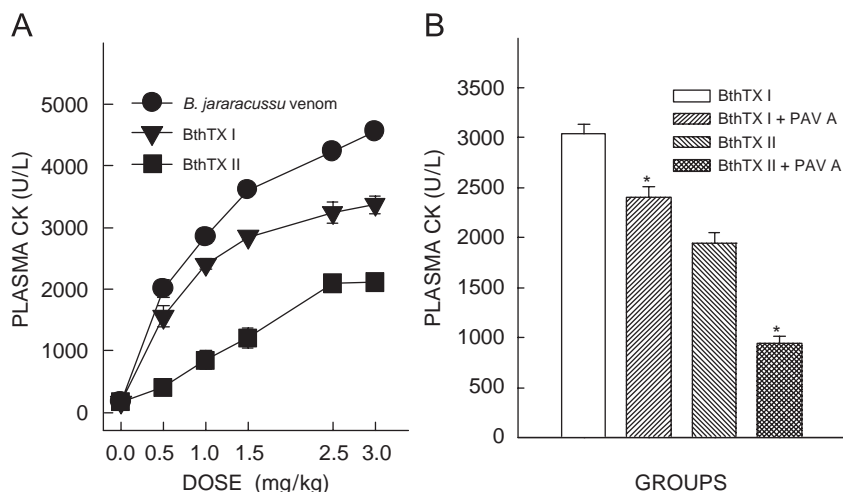 A
PLASMA CK (U/L)
5000
4000
3000
2000
1000
0
B. jararacussu venom
BthTX I
BthTX II
0.0 0.5 1.0 1.5 2.5 3.0
DOSE (mg/kg)
B
PLASMA CK (U/L)
3500
3000
2500
2000
1500
1000
500
0
BthTX I
BthTX I + PAV A
BthTX II
BthTX II + PAV A
*
*
GROUPS